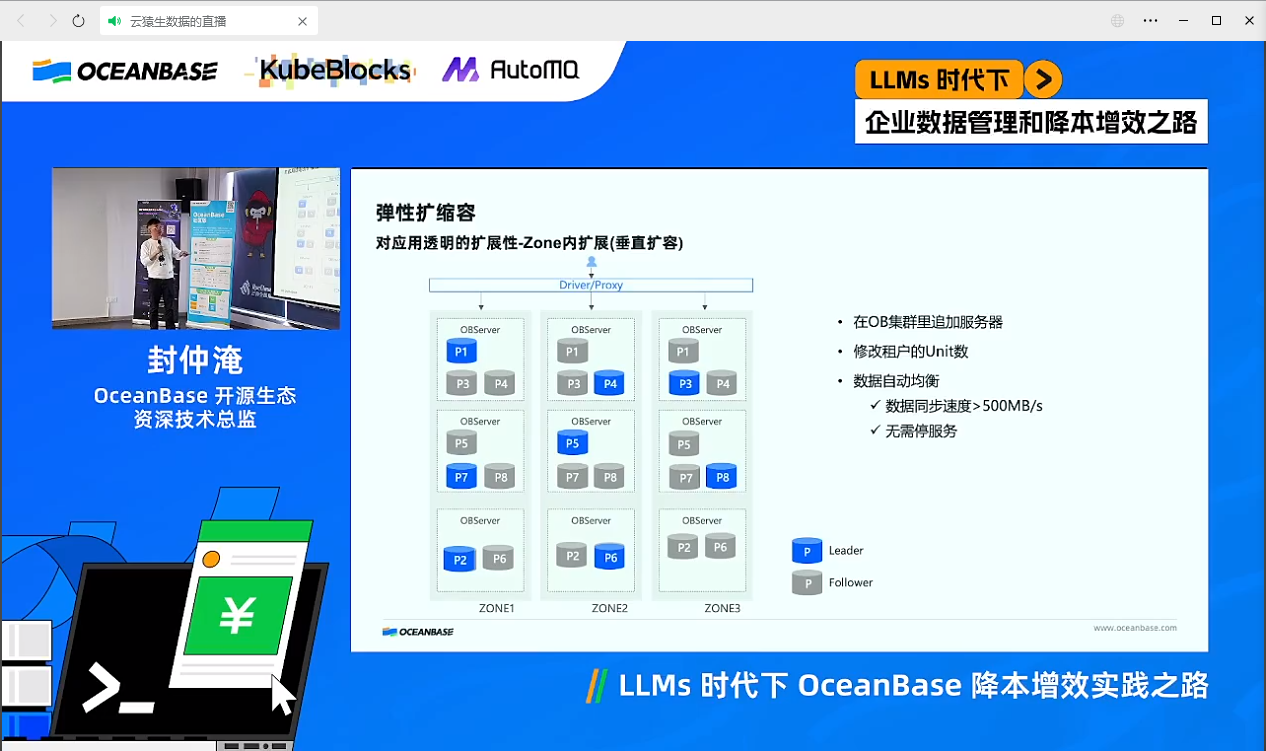 云猿生数据的直播
OCEANBASE
KubeBlocks
AutoMQ
LLMs 时代下
企业数据管理和降本增效之路
封仲淹
OceanBase 开源生态
资深技术总监
弹性扩缩容
对应用透明的扩展性-Zone内扩展(垂直扩容)
Driver/Proxy
OBServer OBServer OBServer
P1 P1 P1
P3 P4 P3 P4 P3 P4
OBServer OBServer OBServer
P5 P5 P5
P7 P8 P7 P8 P7 P8
OBServer OBServer OBServer
P2 P6 P2 P6 P2 P6
ZONE1 ZONE2 ZONE3
• 在OB集群里追加服务器
• 修改租户的Unit数
• 数据自动均衡
✓ 数据同步速度>500MB/s
✓ 无需停服务
P Leader
P Follower
OCEANBASE
www.oceanbase.com
¥
>_
LLMs 时代下 OceanBase 降本增效实践之路